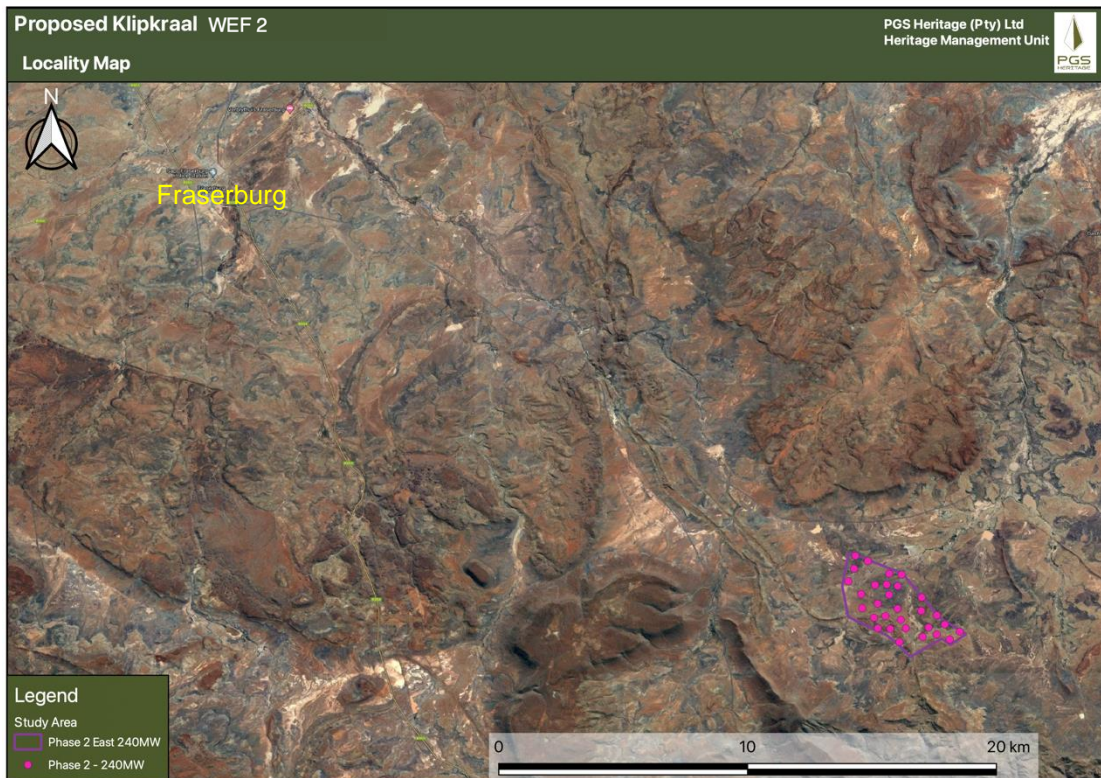 Proposed Klipkraal WEF 2
Locality Map
PGS Heritage (Pty) Ltd
Heritage Management Unit
PGS
HERITAGE
N
Fraserburg
Legend
Study Area
Phase 2 East 240MW
Phase 2 - 240MW
0
10
20 km